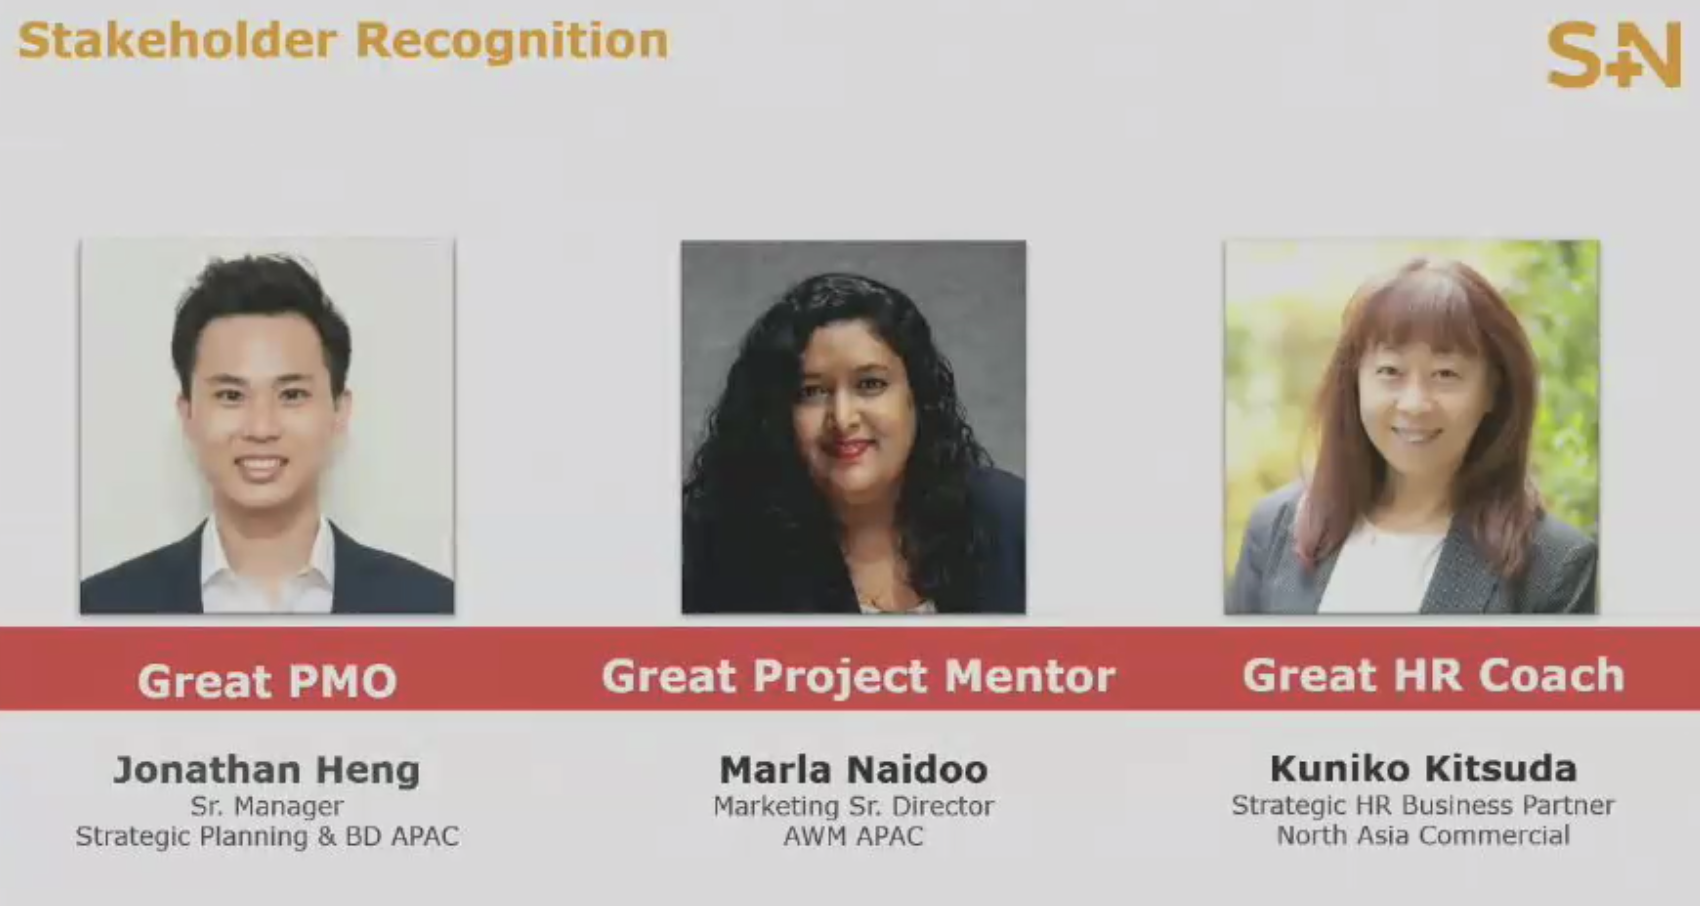 Stakeholder Recognition
S+N
Great PMO
Great Project Mentor
Great HR Coach
Jonathan Heng
Sr. Manager
Strategic Planning & BD APAC
Marla Naidoo
Marketing Sr. Director
AWM APAC
Kuniko Kitsuda
Strategic HR Business Partner
North Asia Commercial